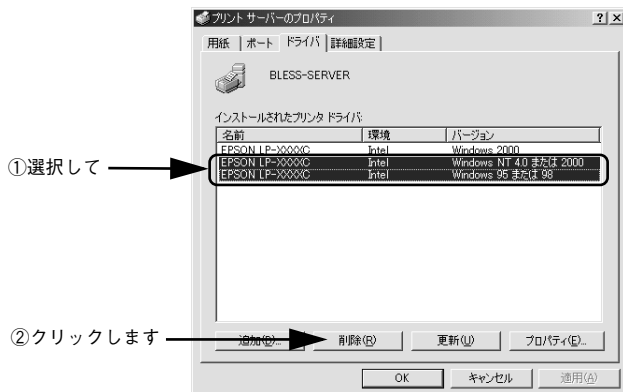 プリント サーバーのプロパティ
用紙 ポート ドライバ 詳細設定
BLESS-SERVER
インストールされたプリンタ ドライバ:
名前 環境 バージョン
EPSON LP-XXXXC Intel Windows 2000
①選択して
EPSON LP-XXXXC Intel Windows NT 4.0 または 2000
EPSON LP-XXXXC Intel Windows 95 または 98
②クリックします
追加(D)... 削除(R) 更新(U) プロパティ(E)...
OK キャンセル 適用(A)